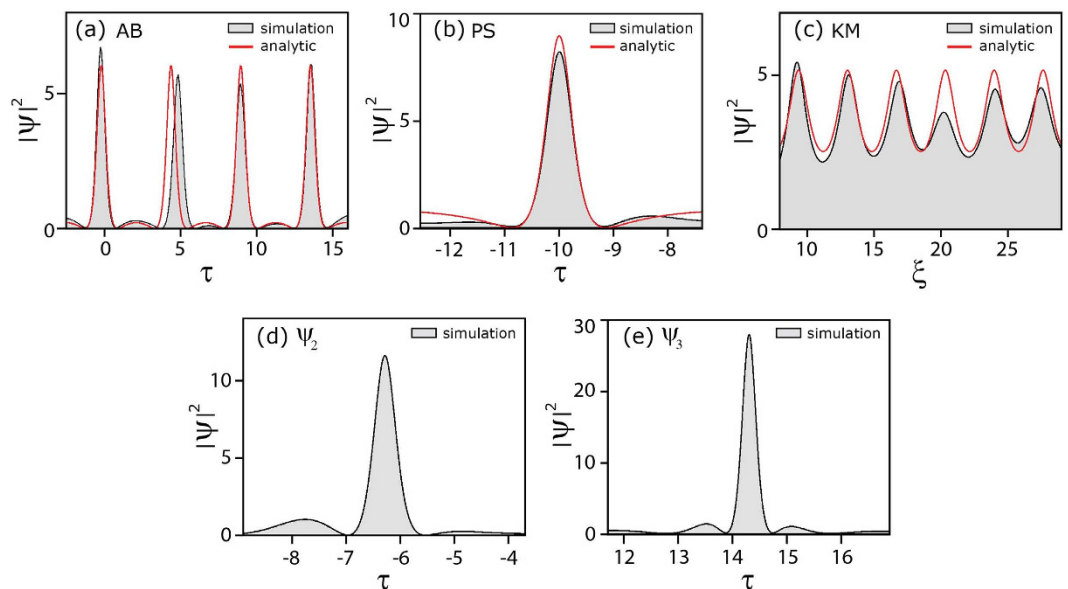 (a) AB
simulation
analytic
|ψ|²
5
0
0 5 10 15
τ
(b) PS
simulation
analytic
|ψ|²
10
5
0
-12 -11 -10 -9 -8
τ
(c) KM
simulation
analytic
|ψ|²
5
0
10 15 20 25
ξ
(d) ψ₂
simulation
|ψ|²
10
5
0
-8 -7 -6 -5 -4
τ
(e) ψ₃
simulation
|ψ|²
30
20
10
0
12 13 14 15 16
τ